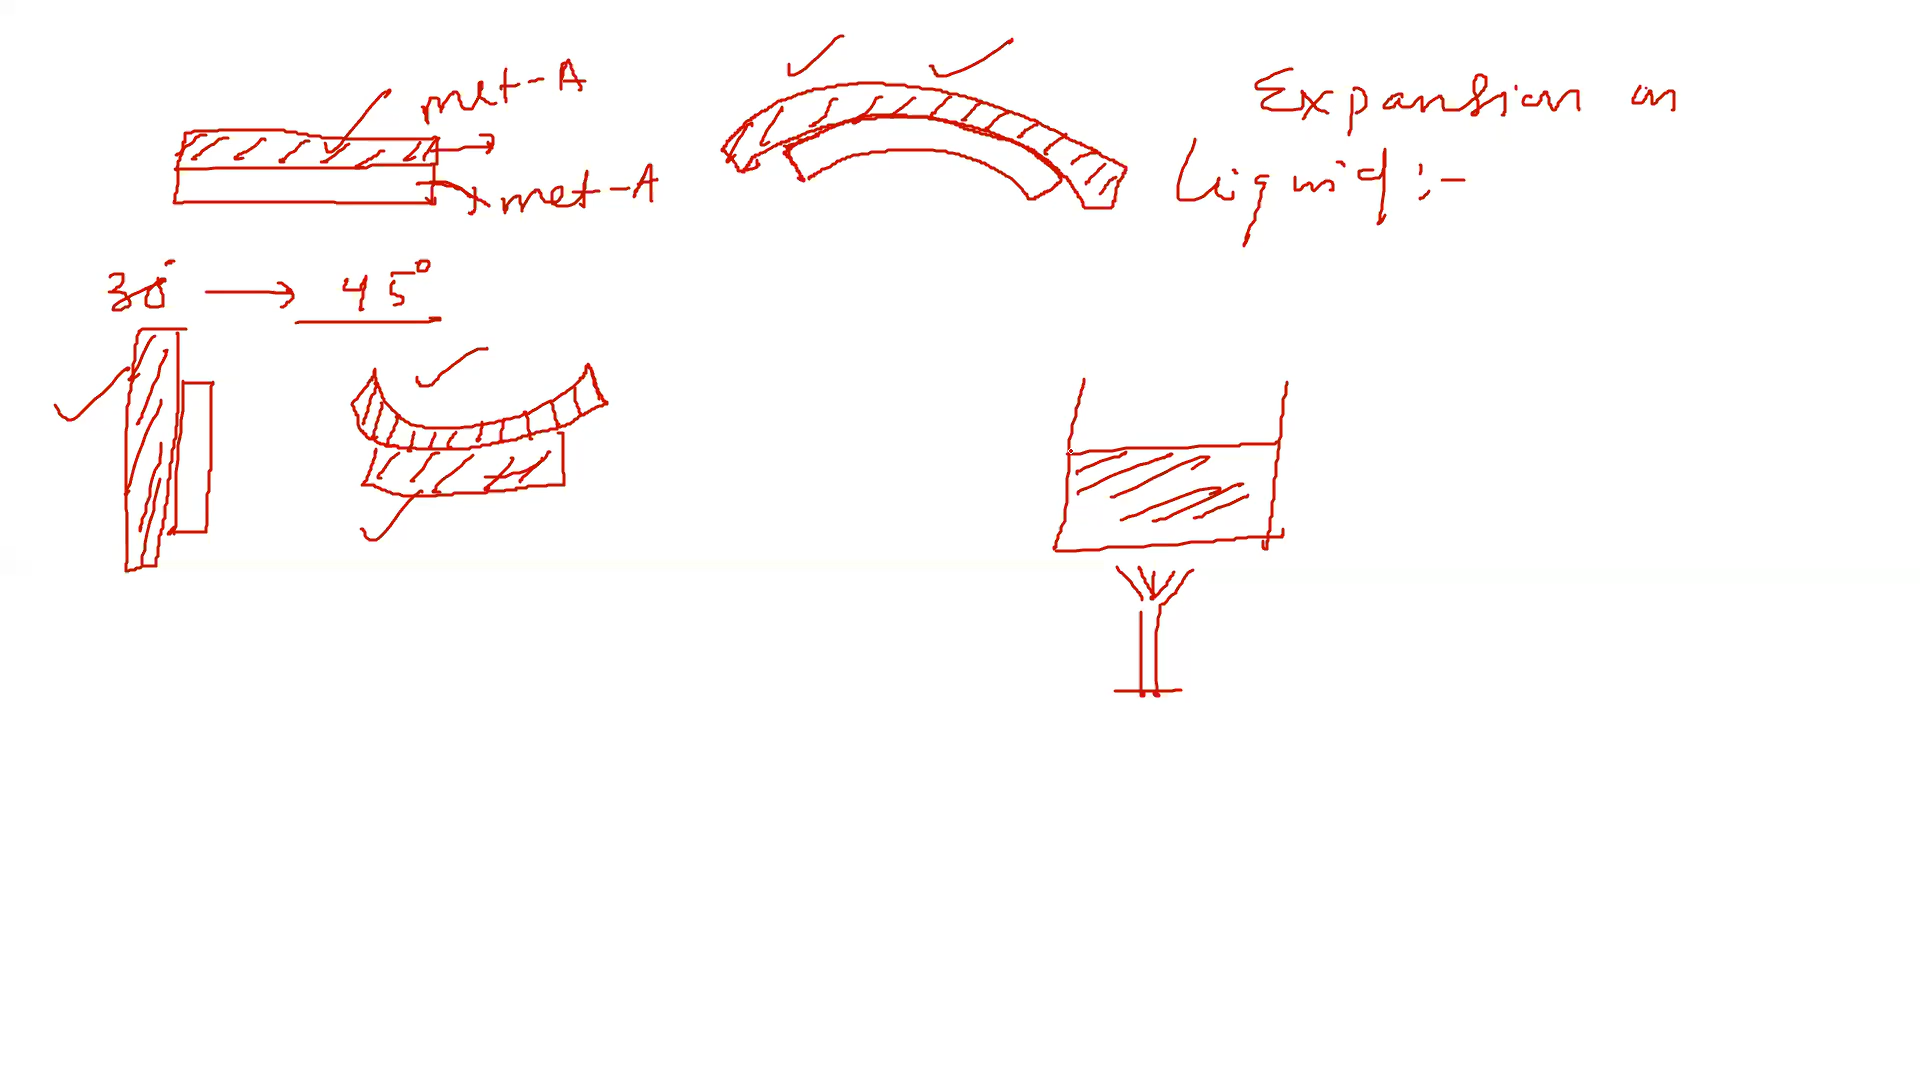 met-A
met-A
30° → 45°
Expansion in
Liquid :-